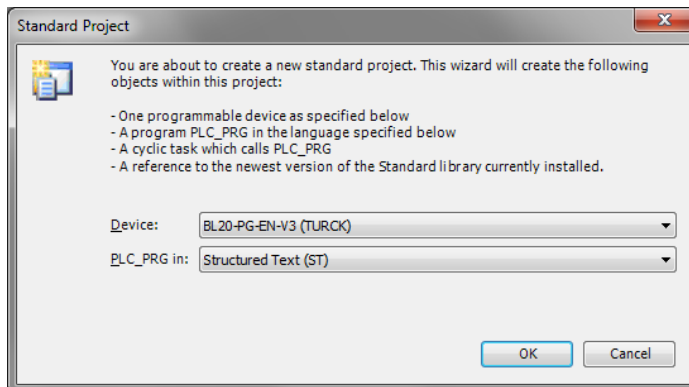 Standard Project
You are about to create a new standard project. This wizard will create the following
objects within this project:
- One programmable device as specified below
- A program PLC_PRG in the language specified below
- A cyclic task which calls PLC_PRG
- A reference to the newest version of the Standard library currently installed.
Device: BL20-PG-EN-V3 (TURCK)
PLC_PRG in: Structured Text (ST)
OK Cancel